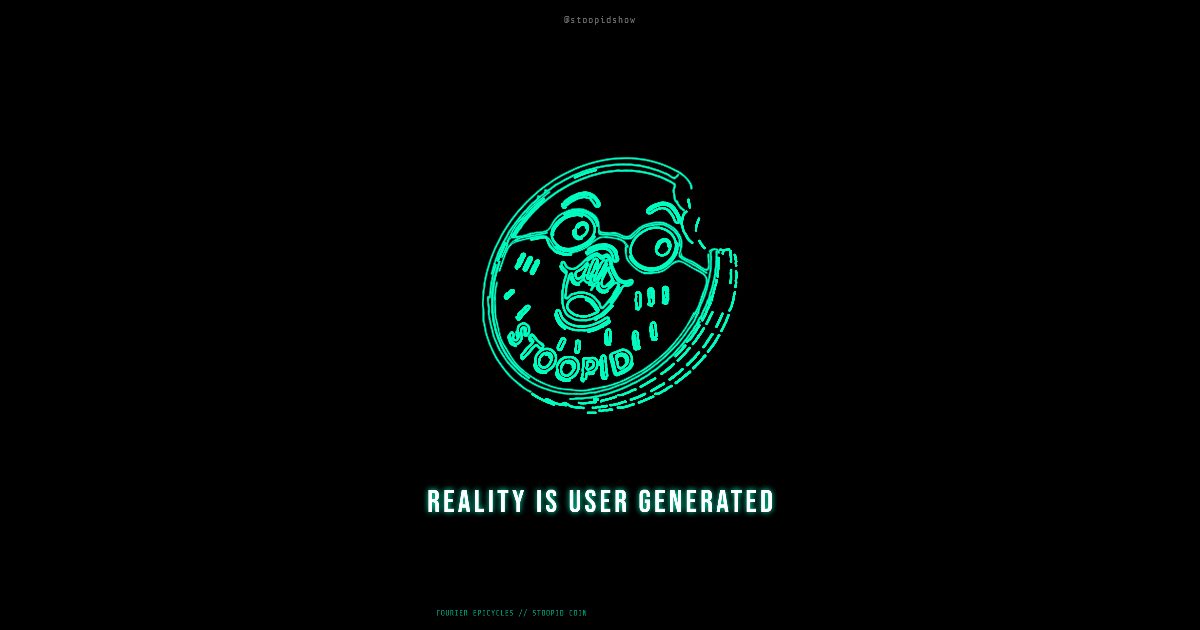 @stoopidshow
STOOPID
REALITY IS USER GENERATED
FOURIER EPICYCLES // STOOPID COIN